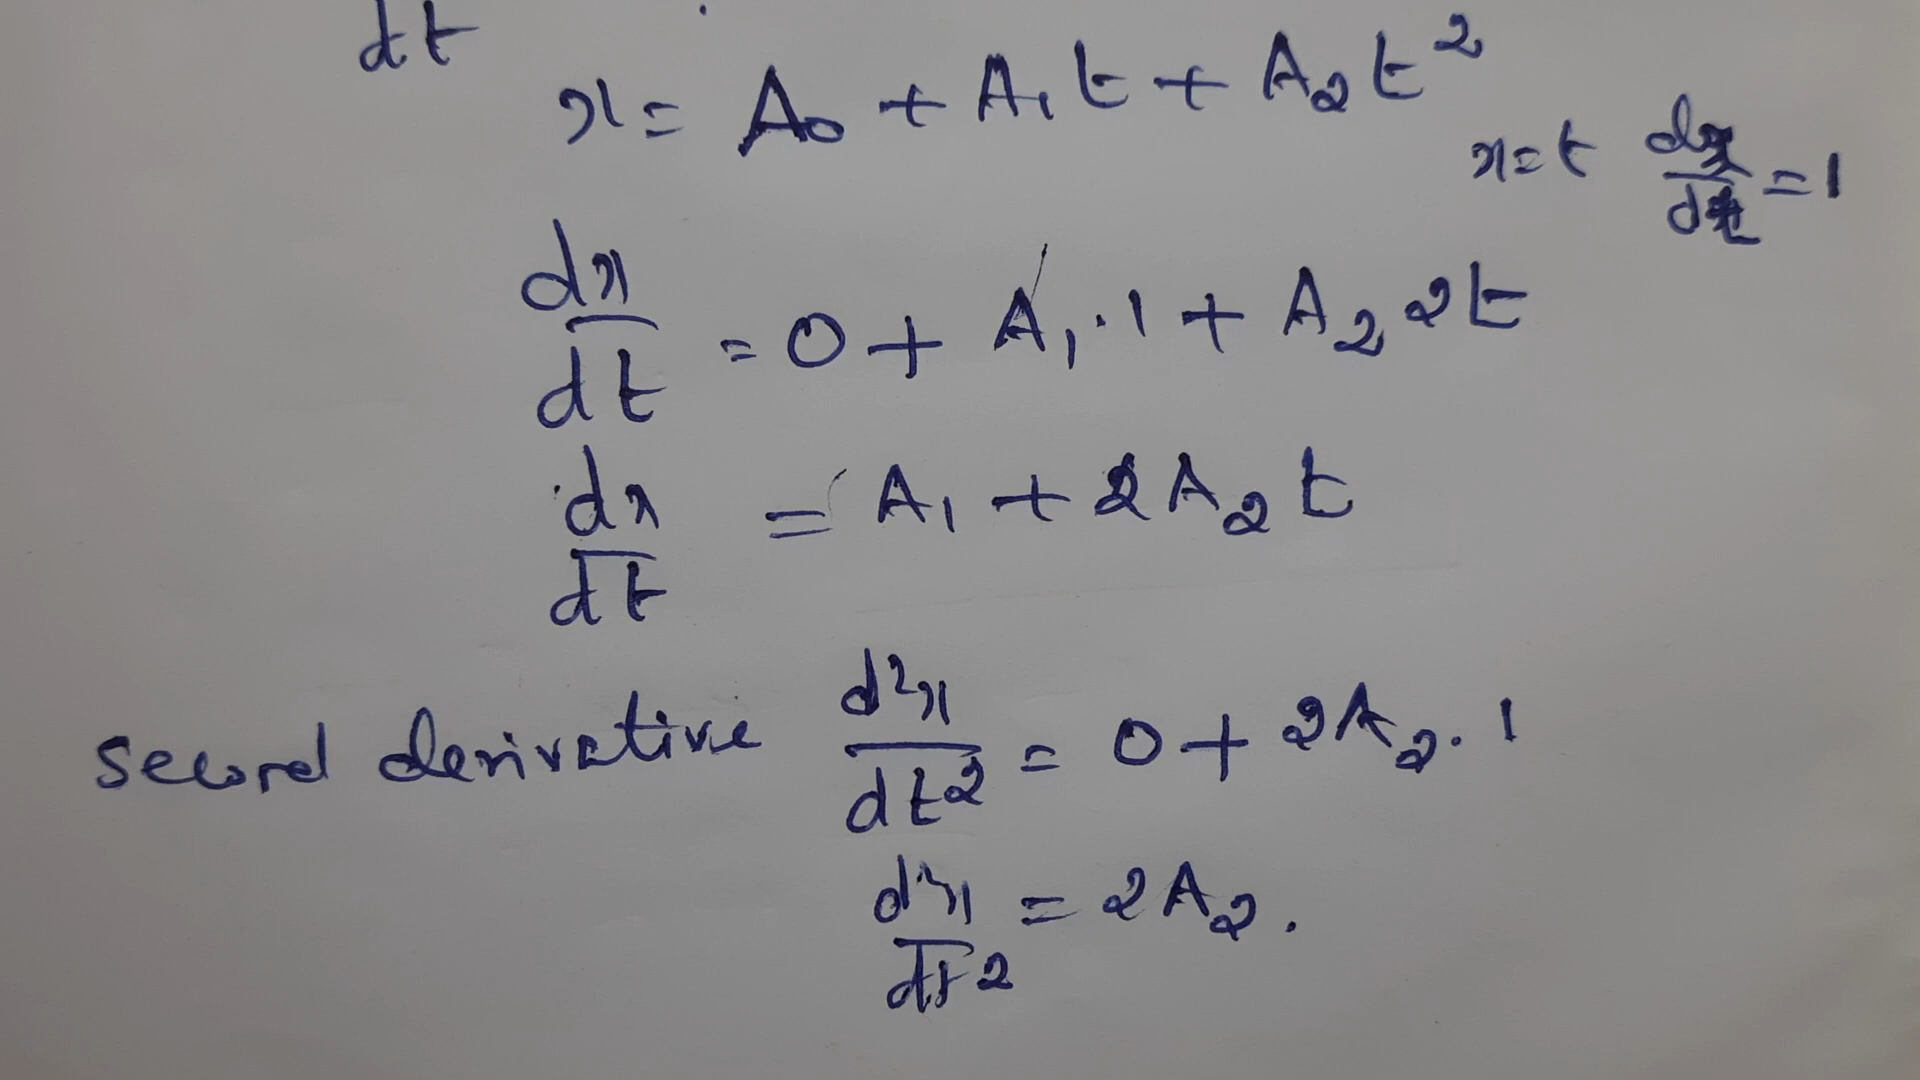 dt
x = A₀ + A₁t + A₂t²
x=t dx/dt = 1
dx/dt = 0 + A₁.1 + A₂ 2t
dx/dt = A₁ + 2A₂t
second derivative d²x/dt² = 0 + 2A₂.1
d²x/dt² = 2A₂.